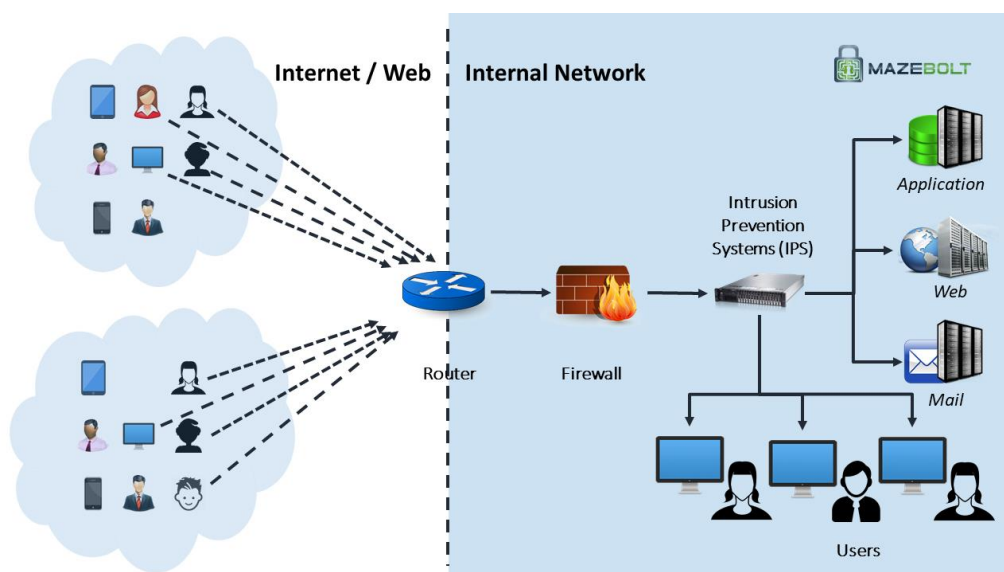 Internet / Web
Internal Network
MAZEBOLT
Application
Intrusion
Prevention
Systems (IPS)
Web
Router
Firewall
Mail
Users